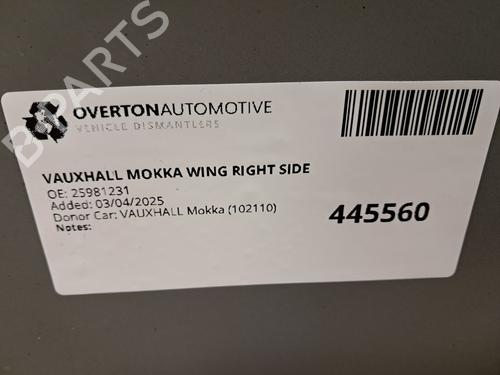 B-PARTS
OVERTONAUTOMOTIVE
VEHICLE DISMANTLERS
VAUXHALL MOKKA WING RIGHT SIDE
OE: 25981231
Added: 03/04/2025
Donor Car: VAUXHALL Mokka (102110)
Notes:
445560